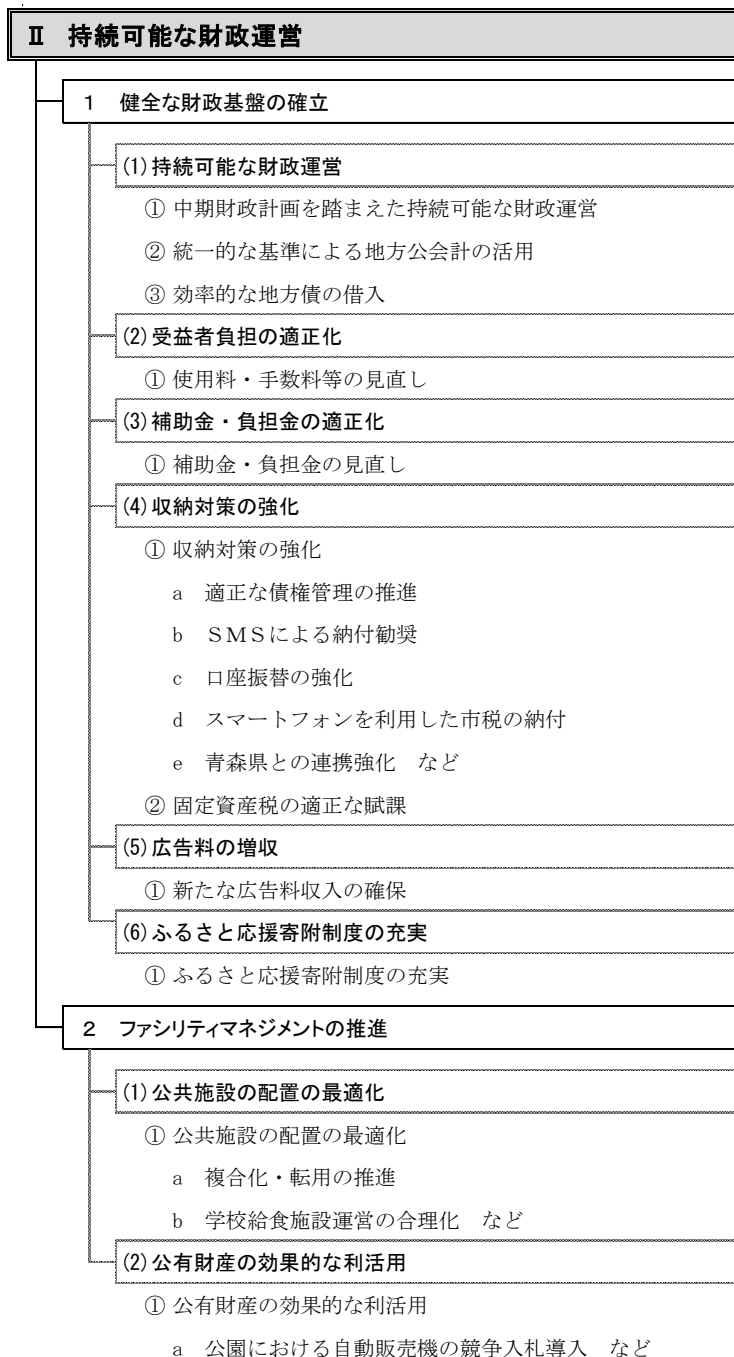 Ⅱ　持続可能な財政運営
1　健全な財政基盤の確立
(1)持続可能な財政運営
① 中期財政計画を踏まえた持続可能な財政運営
② 統一的な基準による地方公会計の活用
③ 効率的な地方債の借入
(2)受益者負担の適正化
① 使用料・手数料等の見直し
(3)補助金・負担金の適正化
① 補助金・負担金の見直し
(4)収納対策の強化
① 収納対策の強化
a　適正な債権管理の推進
b　ＳＭＳによる納付勧奨
c　口座振替の強化
d　スマートフォンを利用した市税の納付
e　青森県との連携強化　など
② 固定資産税の適正な賦課
(5)広告料の増収
① 新たな広告料収入の確保
(6)ふるさと応援寄附制度の充実
① ふるさと応援寄附制度の充実
2　ファシリティマネジメントの推進
(1)公共施設の配置の最適化
① 公共施設の配置の最適化
a　複合化・転用の推進
b　学校給食施設運営の合理化　など
(2)公有財産の効果的な利活用
① 公有財産の効果的な利活用
a　公園における自動販売機の競争入札導入　など